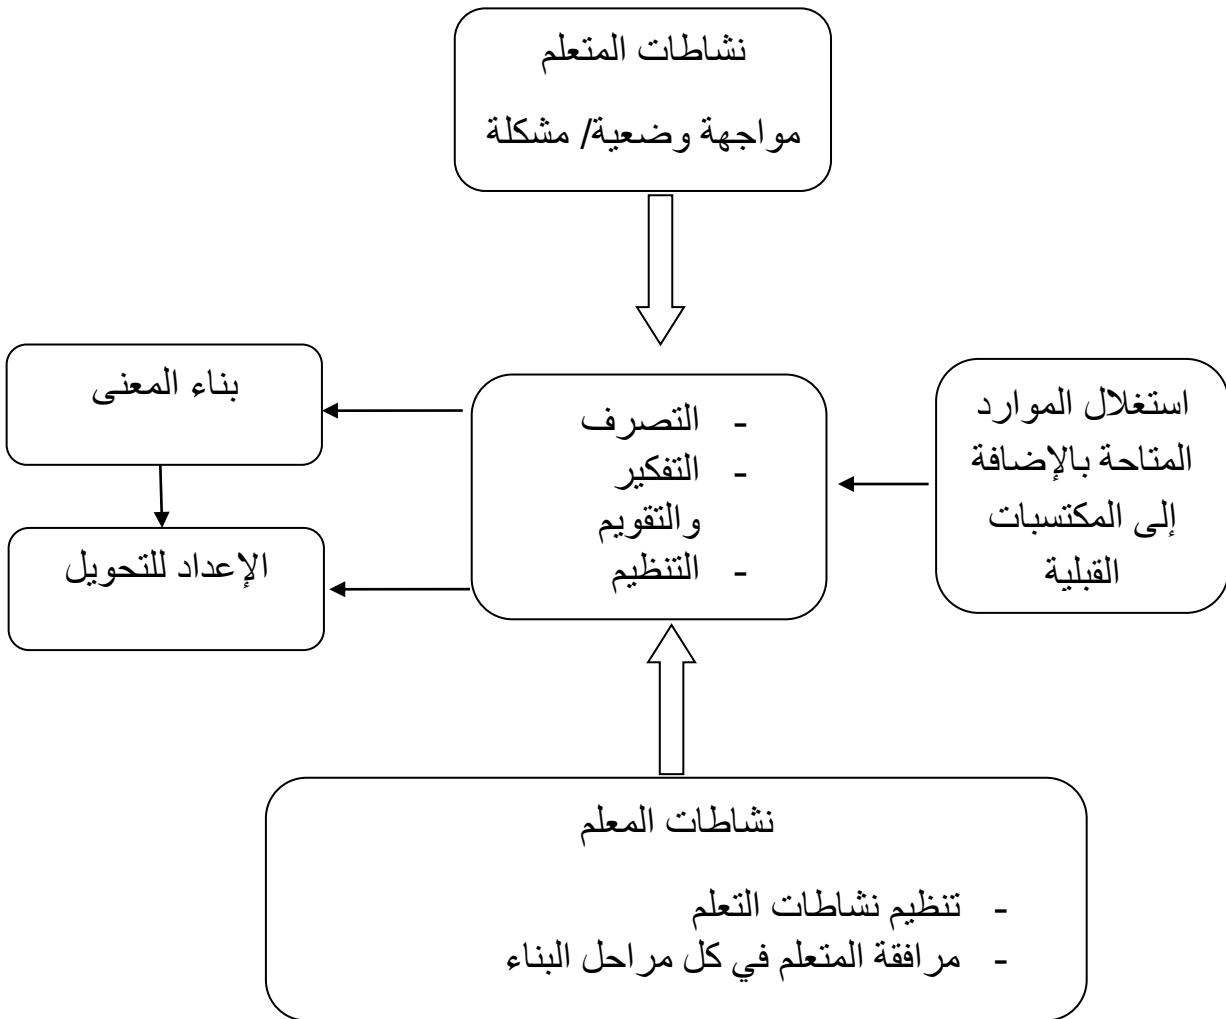 نشاطات المتعلم
مواجهة وضعية/ مشكلة
استغلال الموارد
المتاحة بالإضافة
إلى المكتسبات
القبلية
- التصرف
- التفكير
والتقويم
- التنظيم
بناء المعنى
الإعداد للتحويل
نشاطات المعلم
- تنظيم نشاطات التعلم
- مرافقة المتعلم في كل مراحل البناء